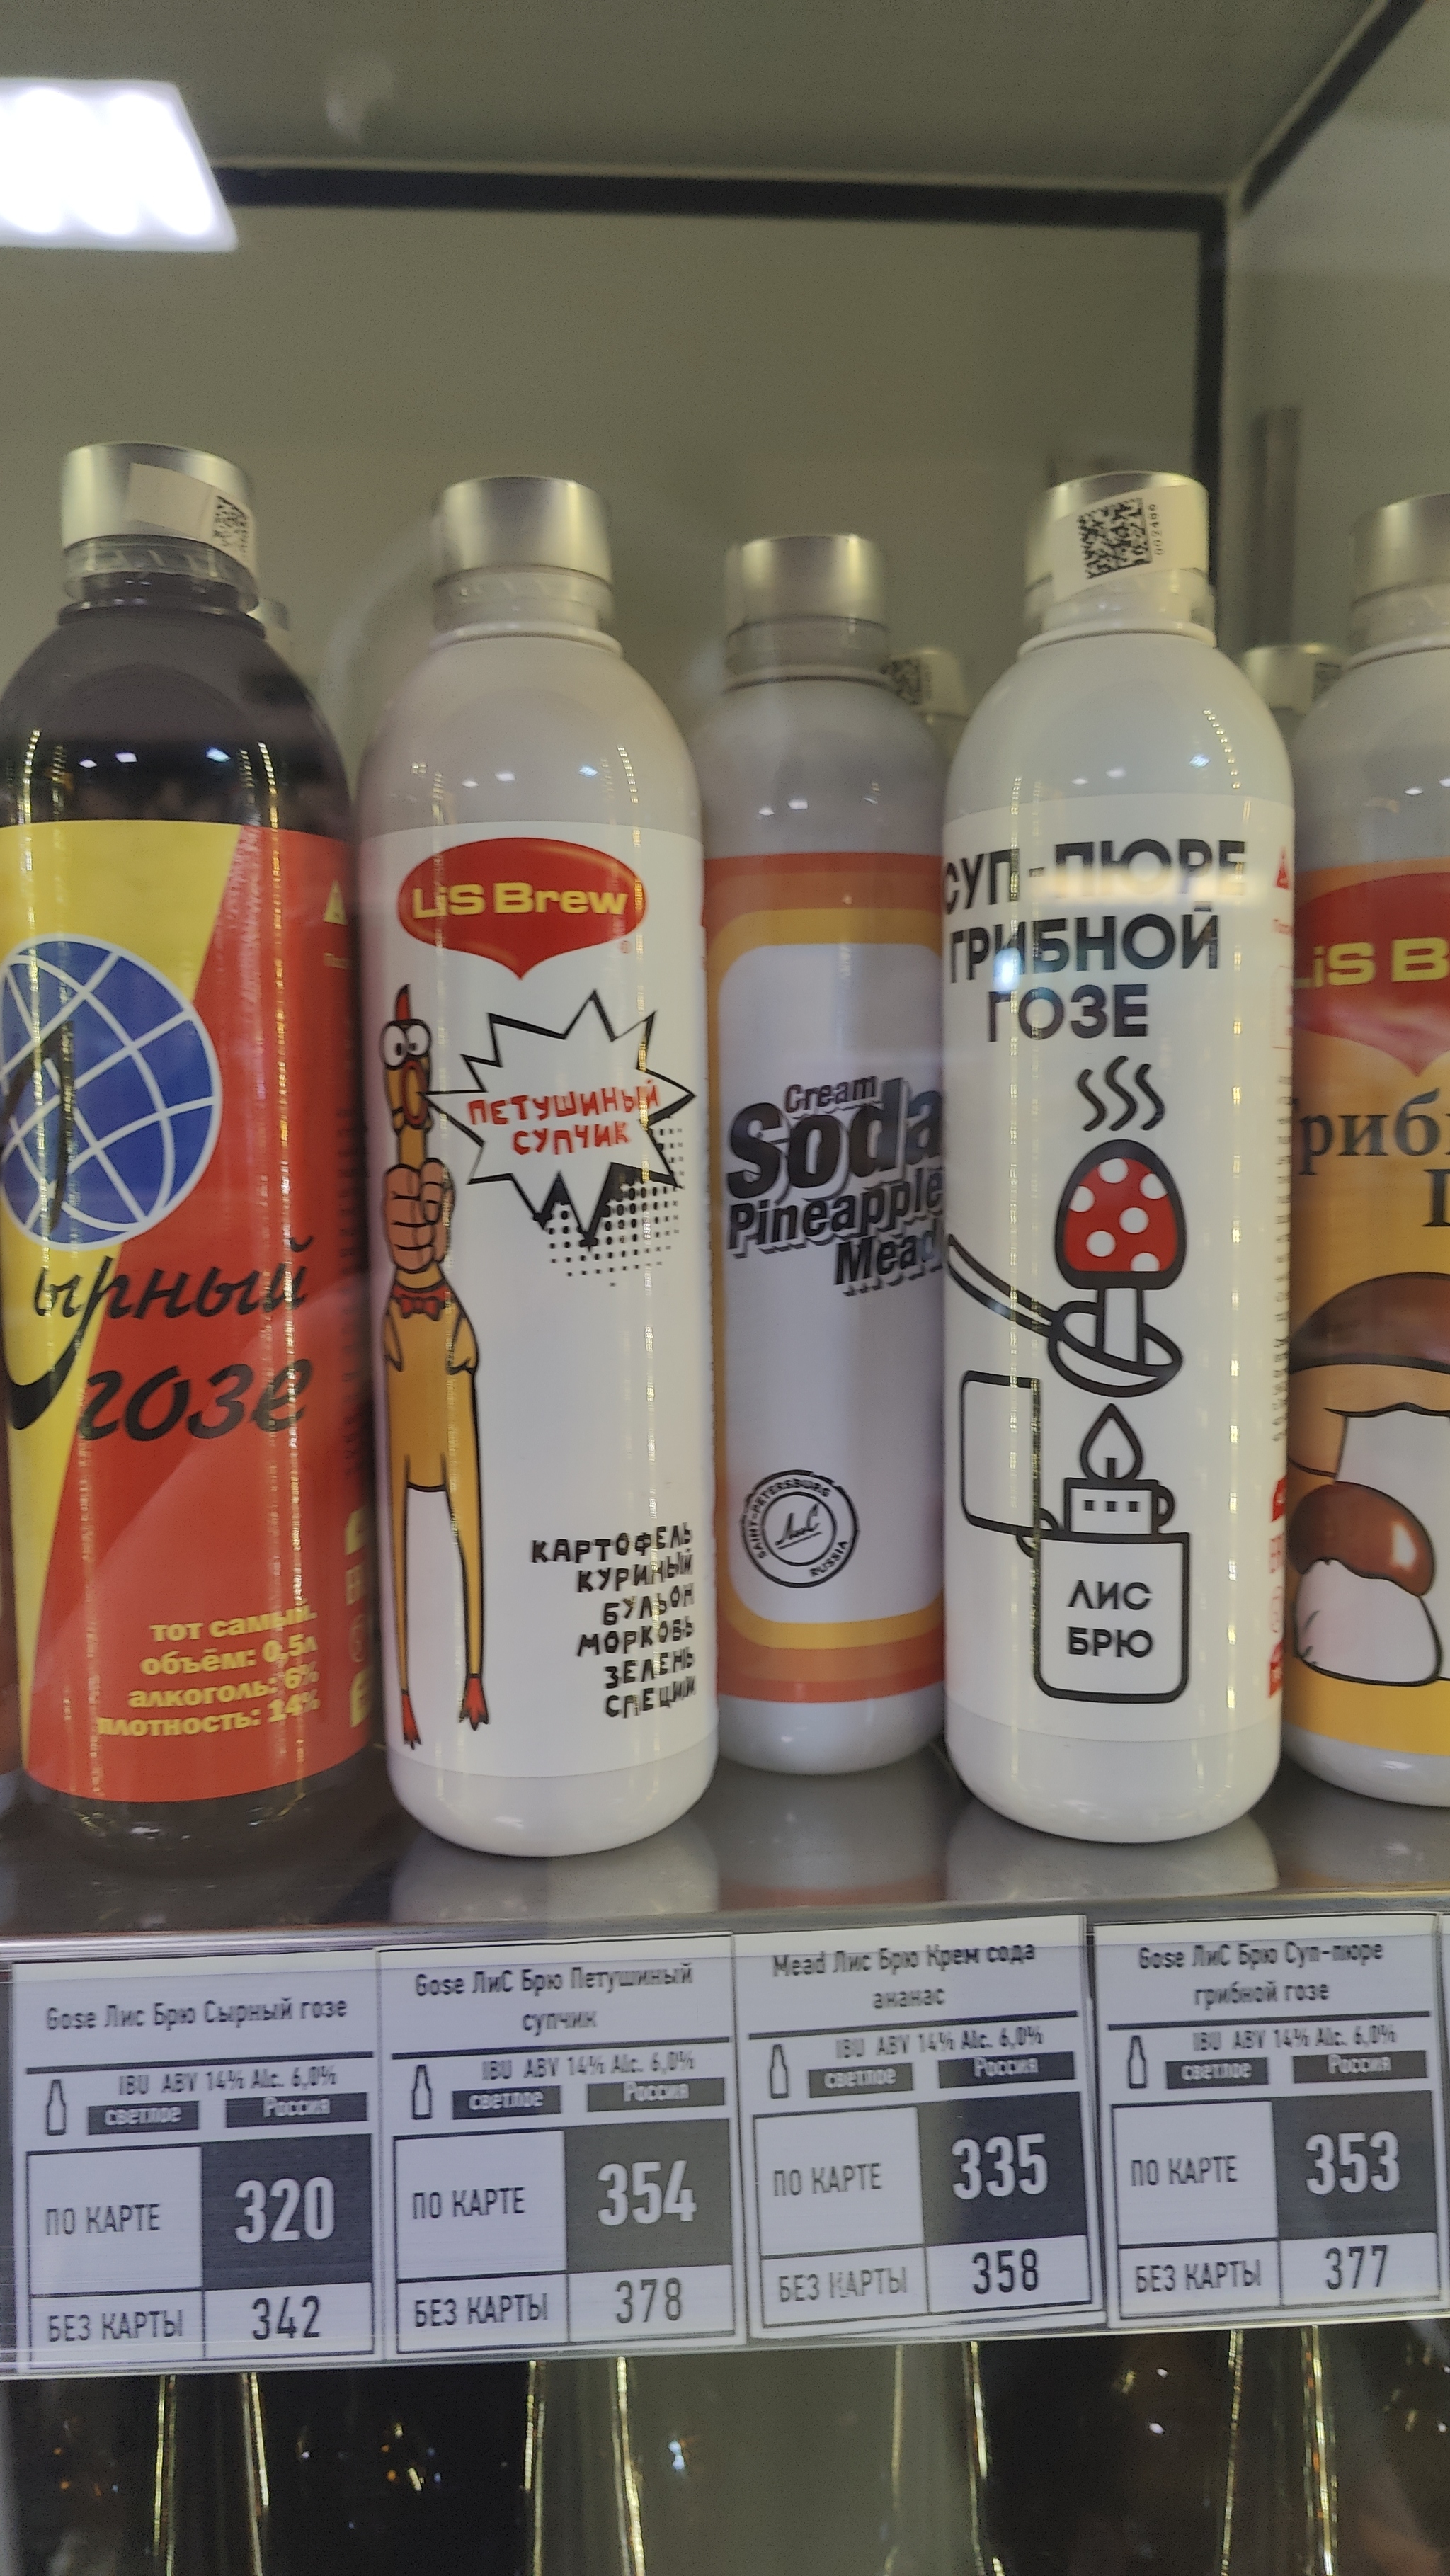 ырный
гозе
тот самый.
объём: 0,5л
алкоголь: 6%
плотность: 14%
LiS Brew
ПЕТУШИНЫЙ
СУПЧИК
КАРТОФЕЛЬ
КУРИНЫЙ
БУЛЬОН
МОРКОВЬ
ЗЕЛЕНЬ
СПЕЦИИ
Cream
Soda
Pineapple
Mead
SAINT-PETERSBURG
RUSSIA
002486
СУП-ПЮРЕ
ГРИБНОЙ
ГОЗЕ
ЛИС
БРЮ
LiS B
риб
Gose Лис Брю Сырный гозе
IBU ABV 14% Alc. 6,0%
светлое Россия
ПО КАРТЕ 320
БЕЗ КАРТЫ 342
Gose ЛиС Брю Петушиный
супчик
IBU ABV 14% Alc. 6,0%
светлое Россия
ПО КАРТЕ 354
БЕЗ КАРТЫ 378
Mead Лис Брю Крем сода
ананас
IBU ABV 14% Alc. 6,0%
светлое Россия
ПО КАРТЕ 335
БЕЗ КАРТЫ 358
Gose ЛиС Брю Суп-пюре
грибной гозе
IBU ABV 14% Alc. 6,0%
светлое Россия
ПО КАРТЕ 353
БЕЗ КАРТЫ 377